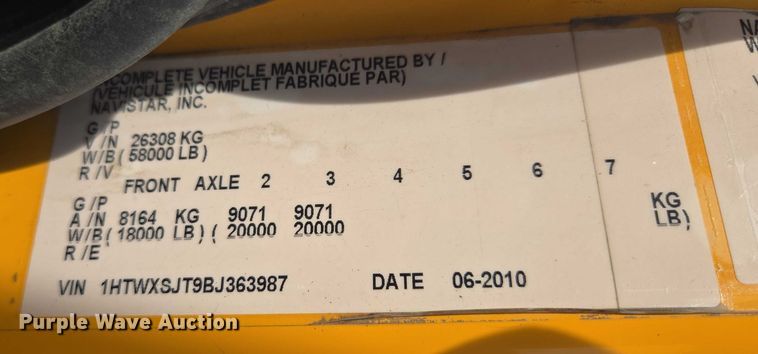 INCOMPLETE VEHICLE MANUFACTURED BY /
(VEHICULE INCOMPLET FABRIQUE PAR)
NAVISTAR, INC.
G /P
V /N 26308 KG
W/B( 58000 LB)
R /V
FRONT AXLE 2 3 4 5 6 7
G /P
A /N 8164 KG 9071 9071 KG
W/B( 18000 LB) ( 20000 20000 LB)
R /E
VIN 1HTWXSJT9BJ363987 DATE 06-2010
Purple Wave Auction